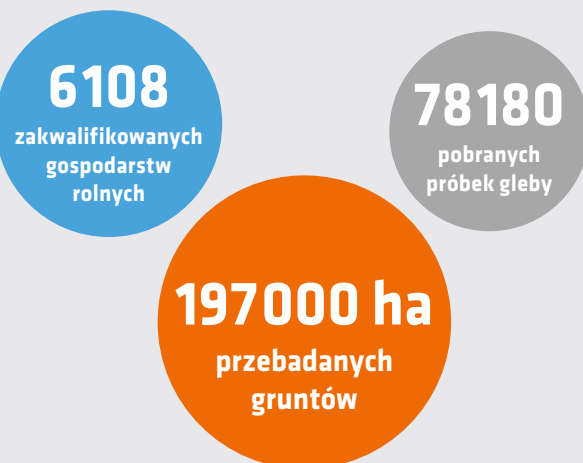 6108
zakwalifikowanych
gospodarstw
rolnych
78180
pobranych
próbek gleby
197000 ha
przebadanych
gruntów